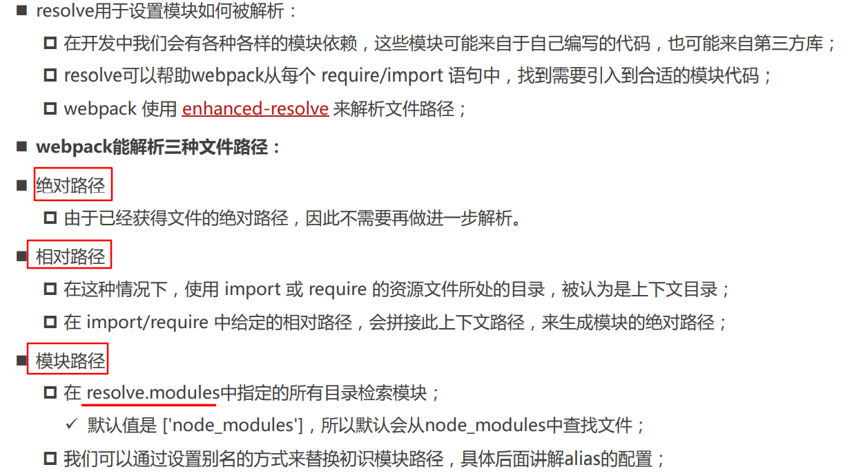 ■ resolve用于设置模块如何被解析：
□ 在开发中我们会有各种各样的模块依赖，这些模块可能来自于自己编写的代码，也可能来自第三方库；
□ resolve可以帮助webpack从每个 require/import 语句中，找到需要引入到合适的模块代码；
□ webpack 使用 enhanced-resolve 来解析文件路径；
■ webpack能解析三种文件路径：
■ 绝对路径
□ 由于已经获得文件的绝对路径，因此不需要再做进一步解析。
■ 相对路径
□ 在这种情况下，使用 import 或 require 的资源文件所处的目录，被认为是上下文目录；
□ 在 import/require 中给定的相对路径，会拼接此上下文路径，来生成模块的绝对路径；
■ 模块路径
□ 在 resolve.modules中指定的所有目录检索模块；
✓ 默认值是 ['node_modules']，所以默认会从node_modules中查找文件；
□ 我们可以通过设置别名的方式来替换初识模块路径，具体后面讲解alias的配置；